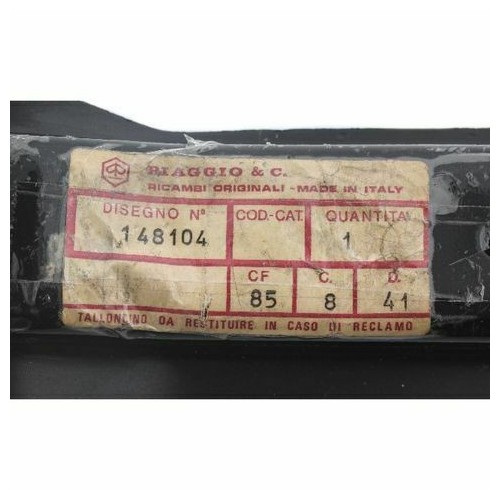 PIAGGIO & C.
RICAMBI ORIGINALI - MADE IN ITALY
DISEGNO N° COD.-CAT. QUANTITA'
148104 1
CF C. D.
85 8 41
TALLONCINO DA RESTITUIRE IN CASO DI RECLAMO